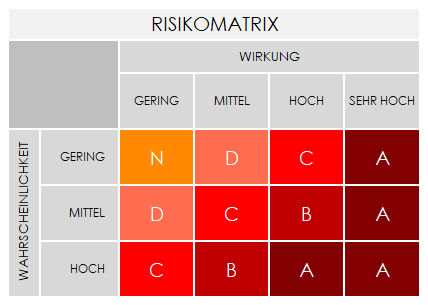 RISIKOMATRIX
WIRKUNG
GERING MITTEL HOCH SEHR HOCH
WAHRSCHEINLICHKEIT
GERING N D C A
MITTEL D C B A
HOCH C B A A